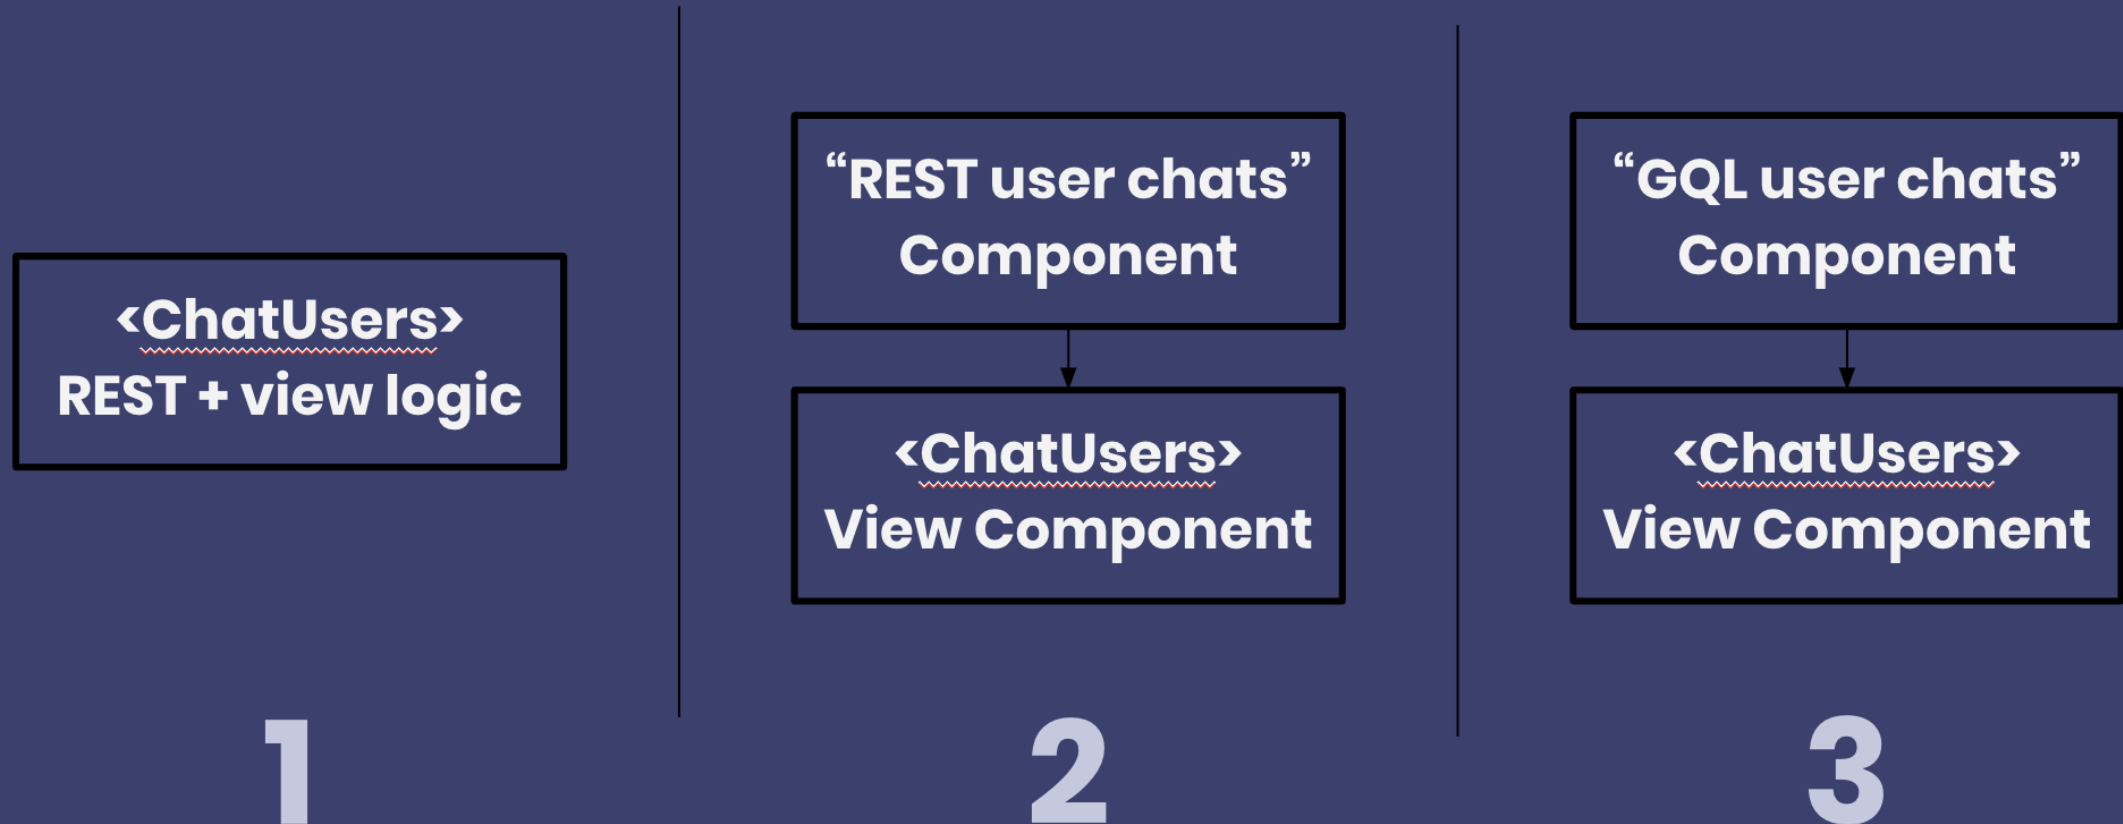 <ChatUsers>
REST + view logic
1
“REST user chats”
Component
<ChatUsers>
View Component
2
“GQL user chats”
Component
<ChatUsers>
View Component
3